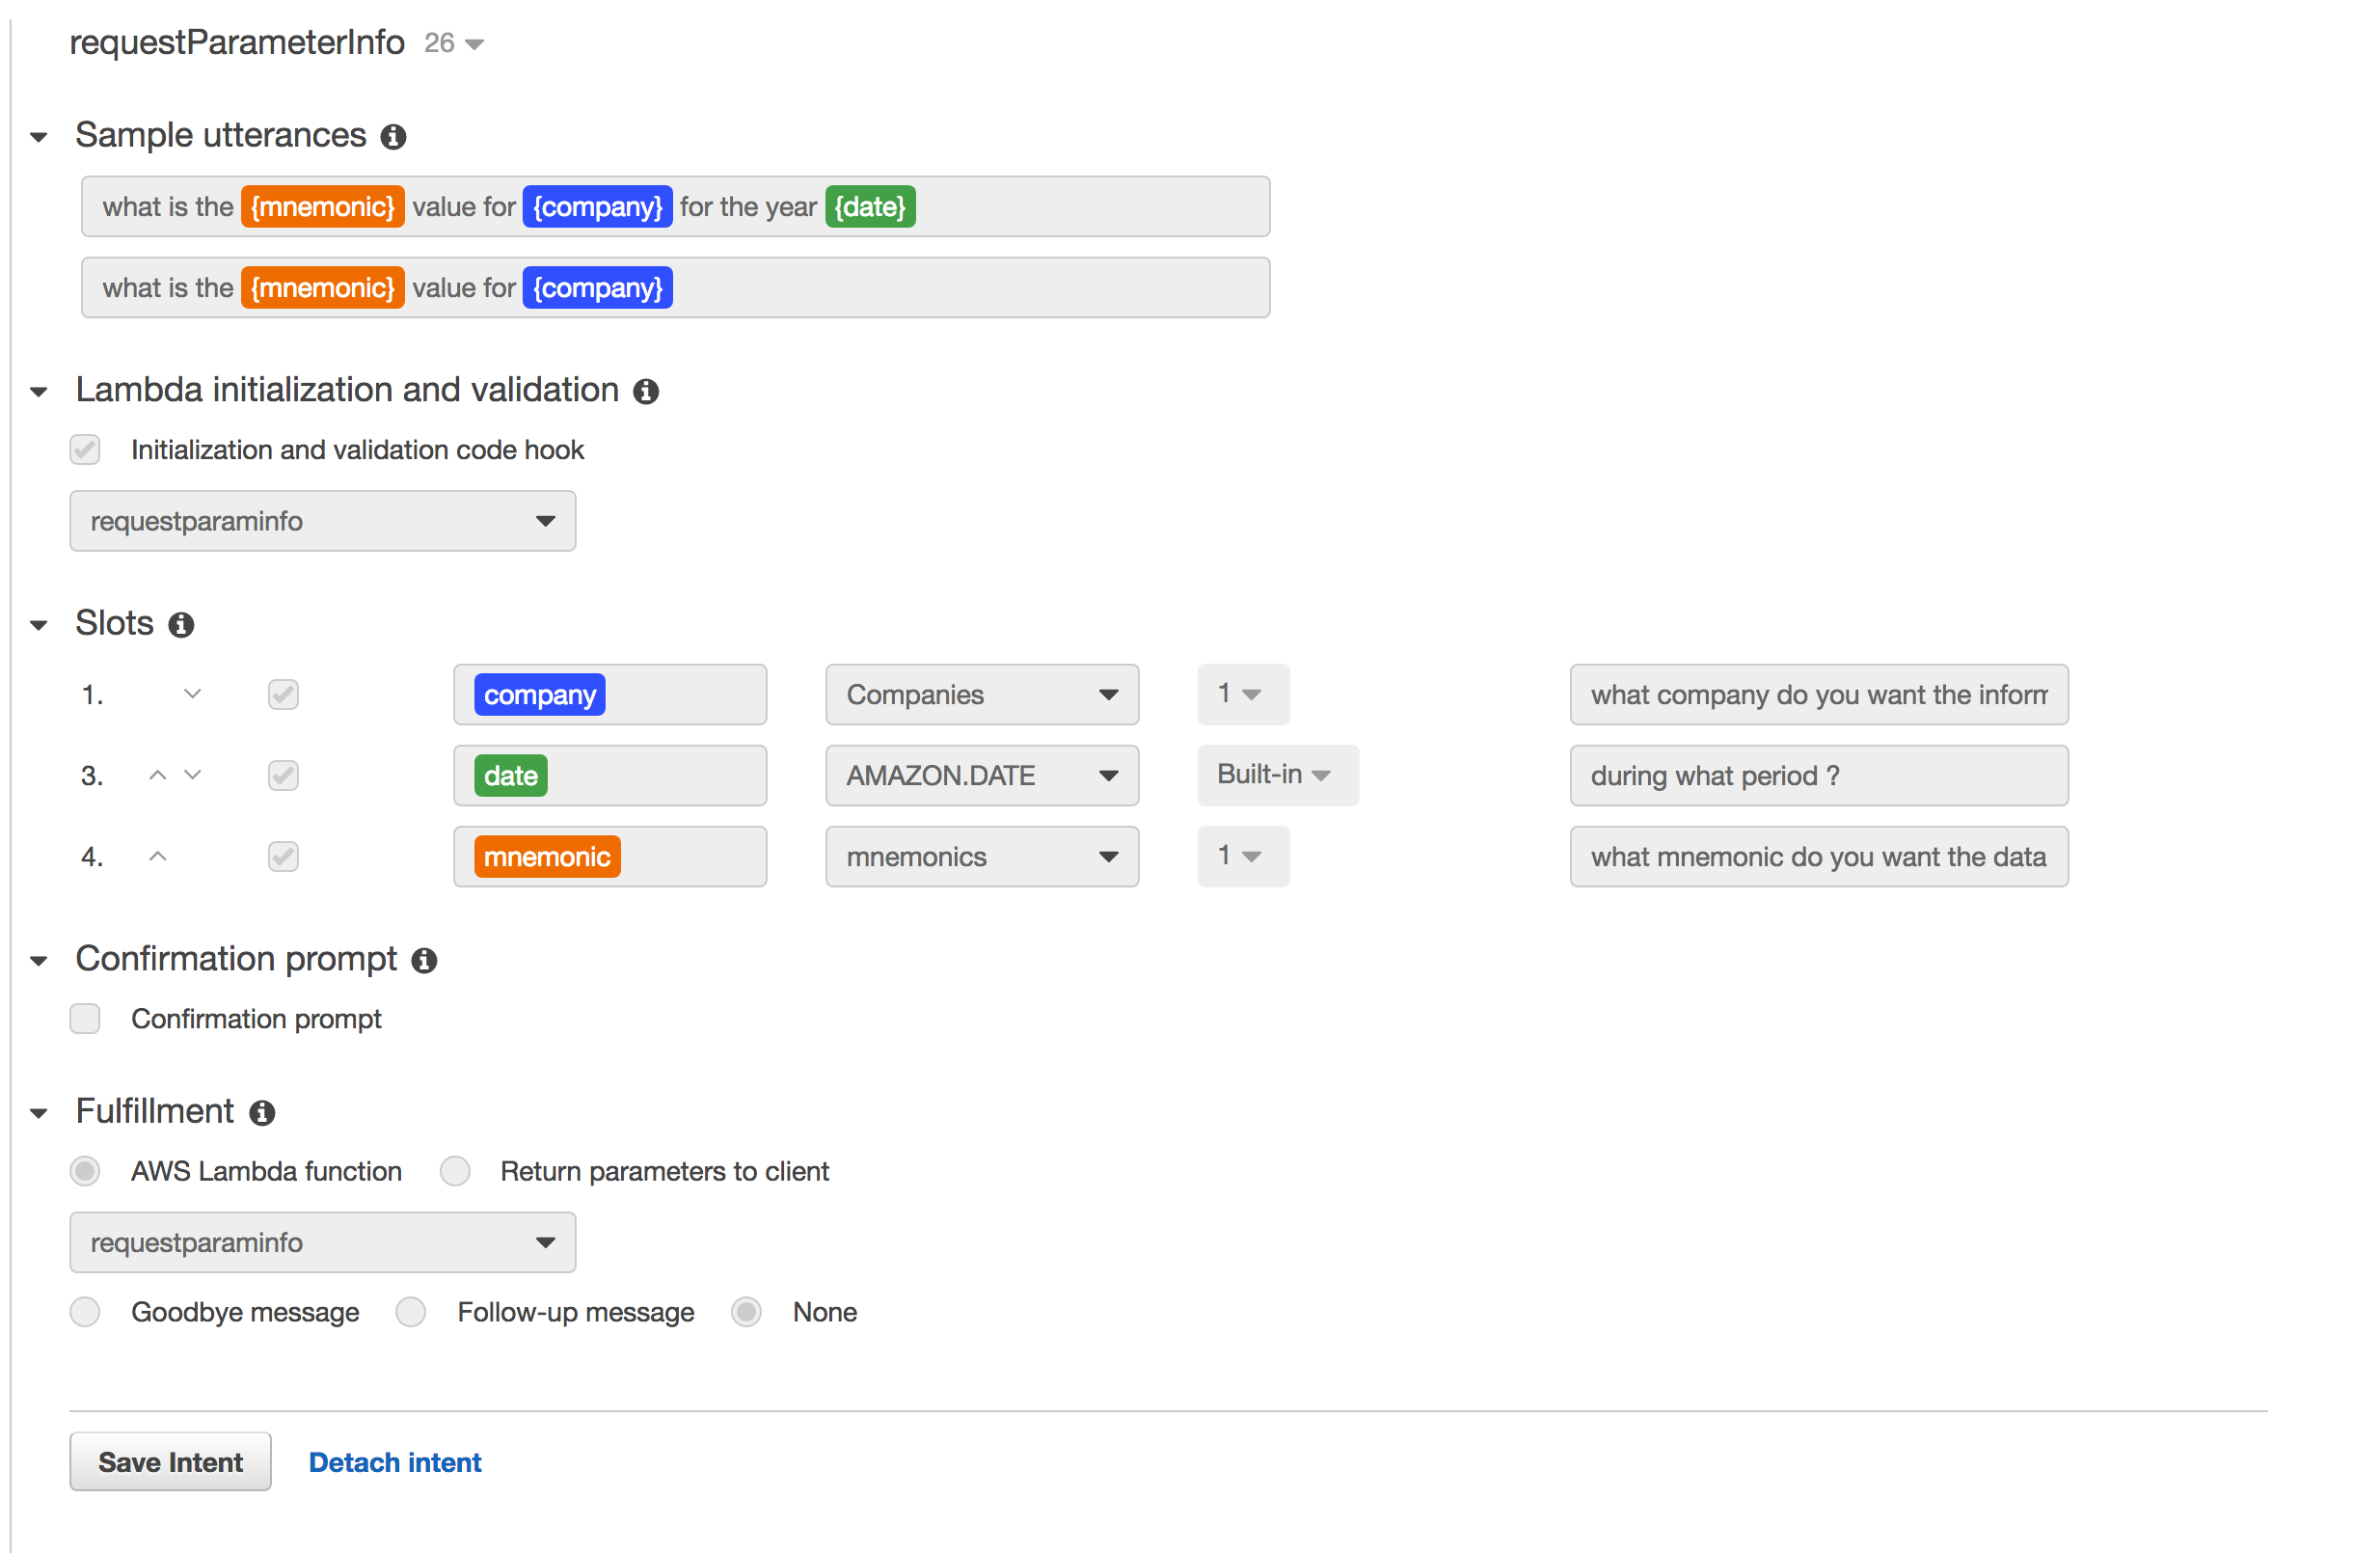 requestParameterInfo 26
Sample utterances
what is the {mnemonic} value for {company} for the year {date}
what is the {mnemonic} value for {company}
Lambda initialization and validation
Initialization and validation code hook
requestparaminfo
Slots
1. company Companies 1 what company do you want the inform
3. date AMAZON.DATE Built-in during what period ?
4. mnemonic mnemonics 1 what mnemonic do you want the data
Confirmation prompt
Confirmation prompt
Fulfillment
AWS Lambda function Return parameters to client
requestparaminfo
Goodbye message Follow-up message None
Save Intent Detach intent